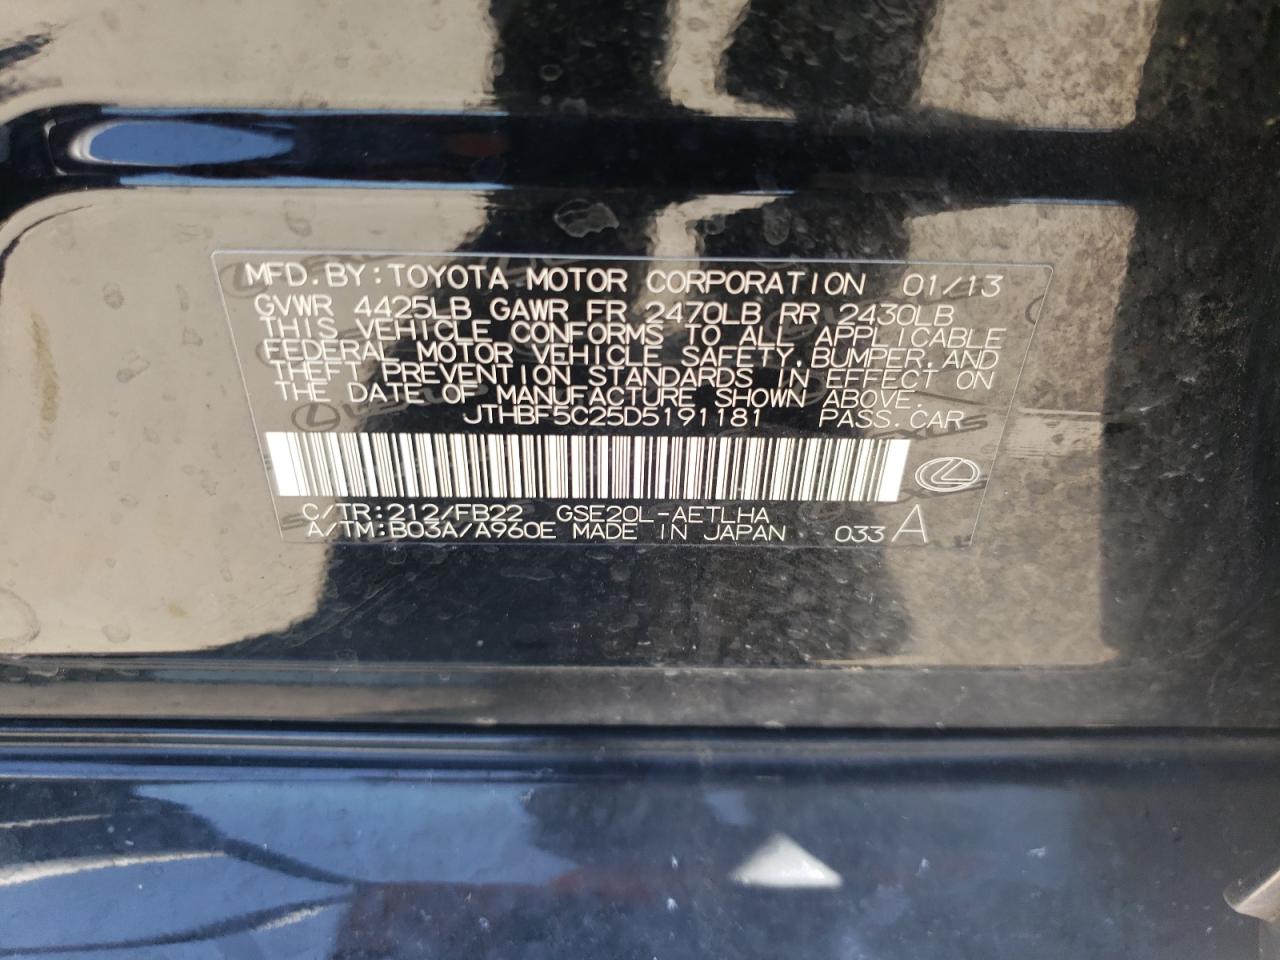 MFD.BY:TOYOTA MOTOR CORPORATION 01/13
GVWR 4425LB GAWR FR 2470LB RR 2430LB
THIS VEHICLE CONFORMS TO ALL APPLICABLE
FEDERAL MOTOR VEHICLE SAFETY,BUMPER,AND
THEFT PREVENTION STANDARDS IN EFFECT ON
THE DATE OF MANUFACTURE SHOWN ABOVE.
JTHBF5C25D5191181 PASS.CAR
C/TR:212/FB22 GSE20L-AETLHA
A/TM:B03A/A960E MADE IN JAPAN 033 A